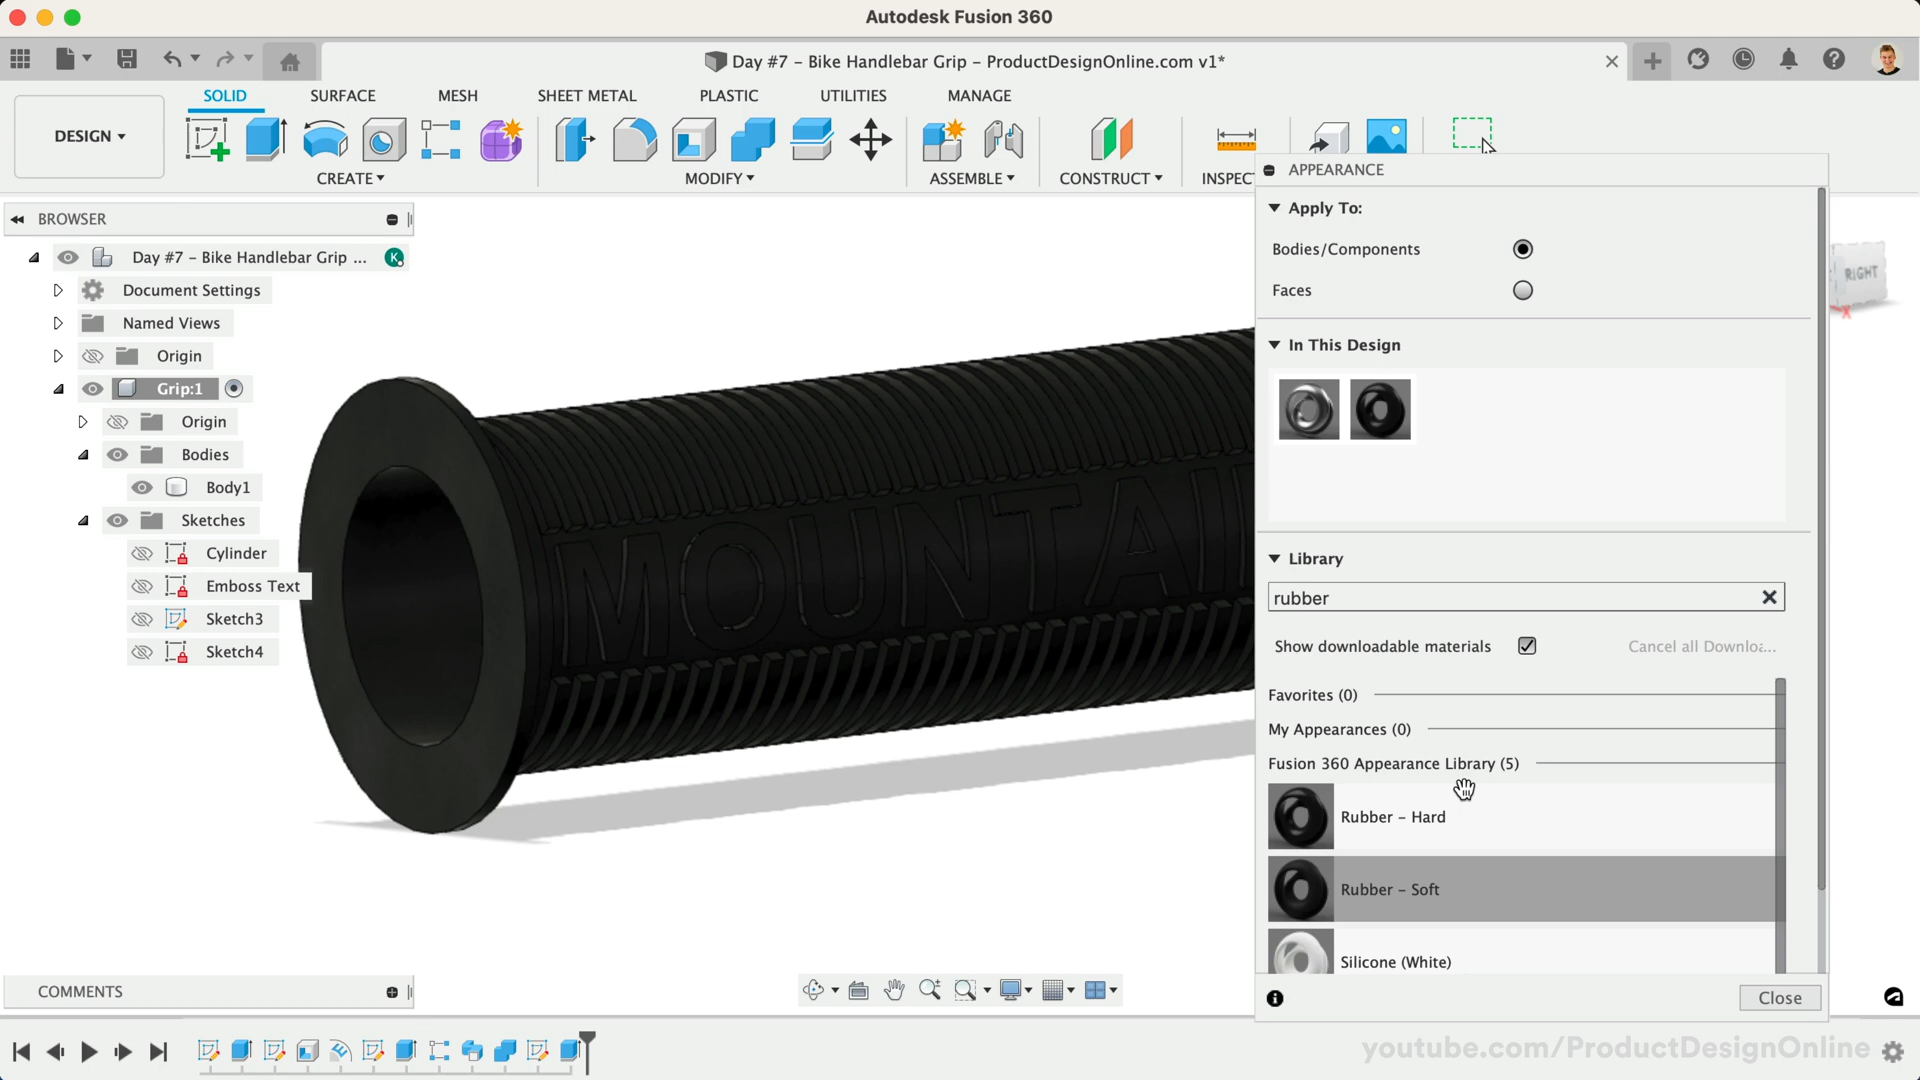 Autodesk Fusion 360
Day #7 – Bike Handlebar Grip – ProductDesignOnline.com v1*
SOLID
SURFACE
MESH
SHEET METAL
PLASTIC
UTILITIES
MANAGE
DESIGN
CREATE
MODIFY
ASSEMBLE
CONSTRUCT
INSPECT
APPEARANCE
BROWSER
Day #7 – Bike Handlebar Grip ...
K
Document Settings
Named Views
Origin
Grip:1
Origin
Bodies
Body1
Sketches
Cylinder
Emboss Text
Sketch3
Sketch4
MOUNTAI
RIGHT
X
Apply To:
Bodies/Components
Faces
In This Design
Library
rubber
Show downloadable materials
Cancel all Downloa...
Favorites (0)
My Appearances (0)
Fusion 360 Appearance Library (5)
Rubber – Hard
Rubber – Soft
Silicone (White)
Close
COMMENTS
youtube.com/ProductDesignOnline